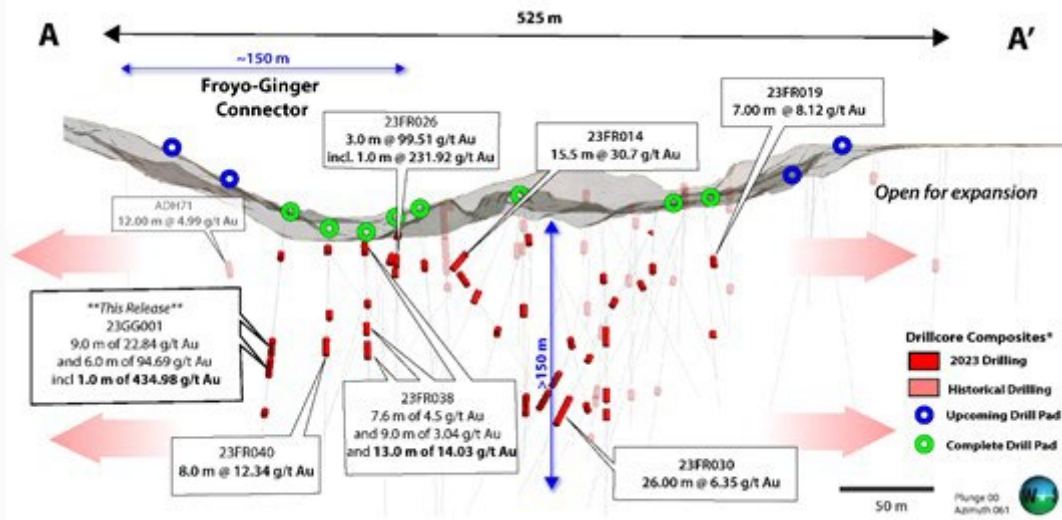 A
525 m
A'
~150 m
Froyo-Ginger
Connector
23FR026
3.0 m @ 99.51 g/t Au
incl. 1.0 m @ 231.92 g/t Au
23FR014
15.5 m @ 30.7 g/t Au
23FR019
7.00 m @ 8.12 g/t Au
ADH71
12.00 m @ 4.99 g/t Au
Open for expansion
**This Release**
23GG001
9.0 m of 22.84 g/t Au
and 6.0 m of 94.69 g/t Au
incl 1.0 m of 434.98 g/t Au
>150 m
23FR038
7.6 m of 4.5 g/t Au
and 9.0 m of 3.04 g/t Au
and 13.0 m of 14.03 g/t Au
23FR040
8.0 m @ 12.34 g/t Au
23FR030
26.00 m @ 6.35 g/t Au
Drillcore Composites*
2023 Drilling
Historical Drilling
Upcoming Drill Pad
Complete Drill Pad
50 m
Plunge 00
Azimuth 061
W